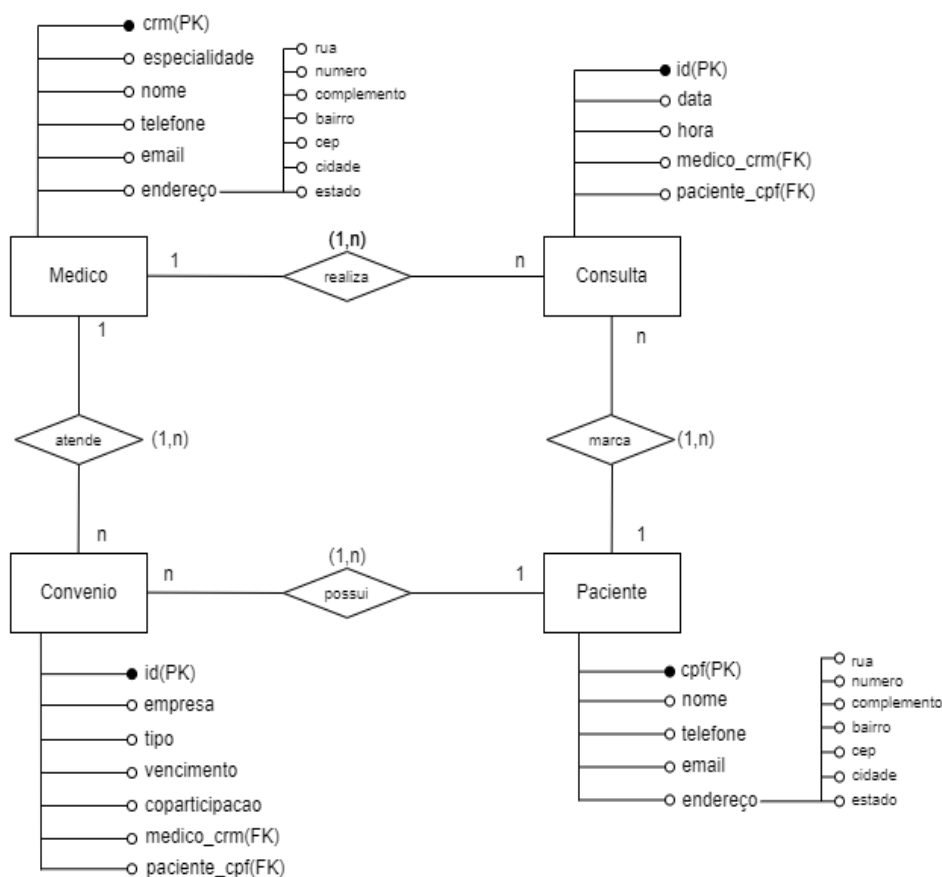 crm(PK)
especialidade
nome
telefone
email
endereço
rua
numero
complemento
bairro
cep
cidade
estado
id(PK)
data
hora
medico_crm(FK)
paciente_cpf(FK)
Medico
1
(1,n)
realiza
n
Consulta
1
n
atende
(1,n)
marca
(1,n)
n
1
Convenio
n
(1,n)
possui
1
Paciente
id(PK)
empresa
tipo
vencimento
coparticipacao
medico_crm(FK)
paciente_cpf(FK)
cpf(PK)
nome
telefone
email
endereço
rua
numero
complemento
bairro
cep
cidade
estado